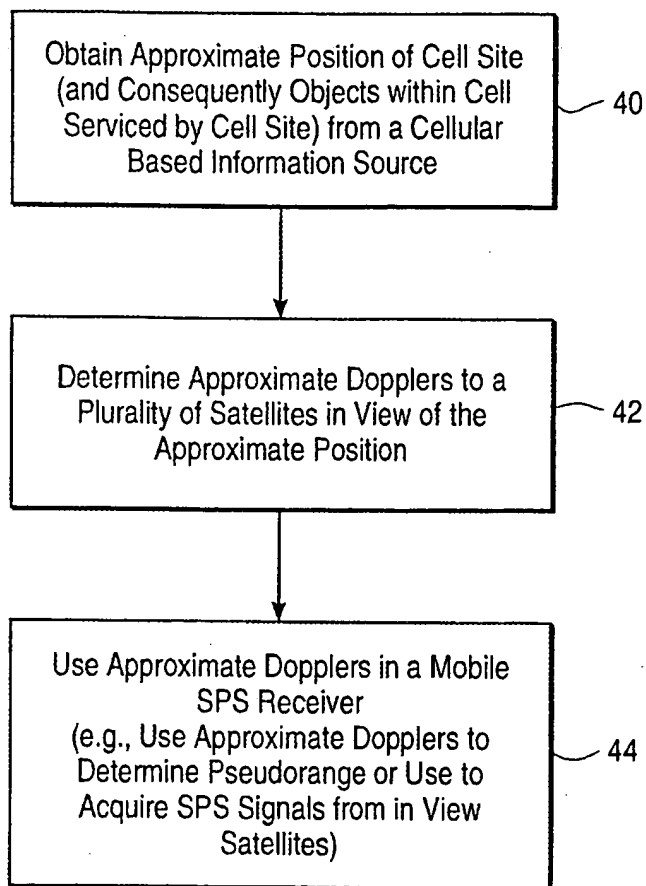 Obtain Approximate Position of Cell Site
(and Consequently Objects within Cell
Serviced by Cell Site) from a Cellular
Based Information Source
40
Determine Approximate Dopplers to a
Plurality of Satellites in View of the
Approximate Position
42
Use Approximate Dopplers in a Mobile
SPS Receiver
(e.g., Use Approximate Dopplers to
Determine Pseudorange or Use to
Acquire SPS Signals from in View
Satellites)
44